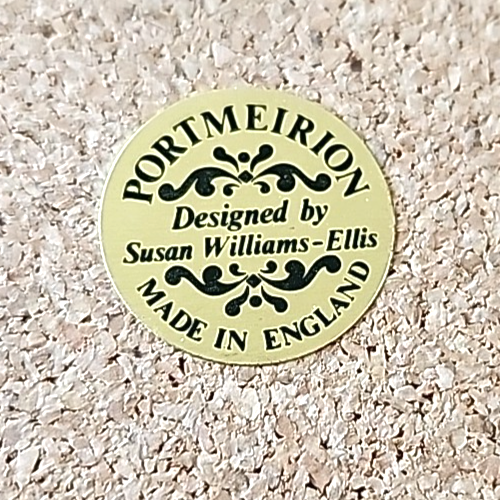 PORTMEIRION
Designed by
Susan Williams-Ellis
MADE IN ENGLAND